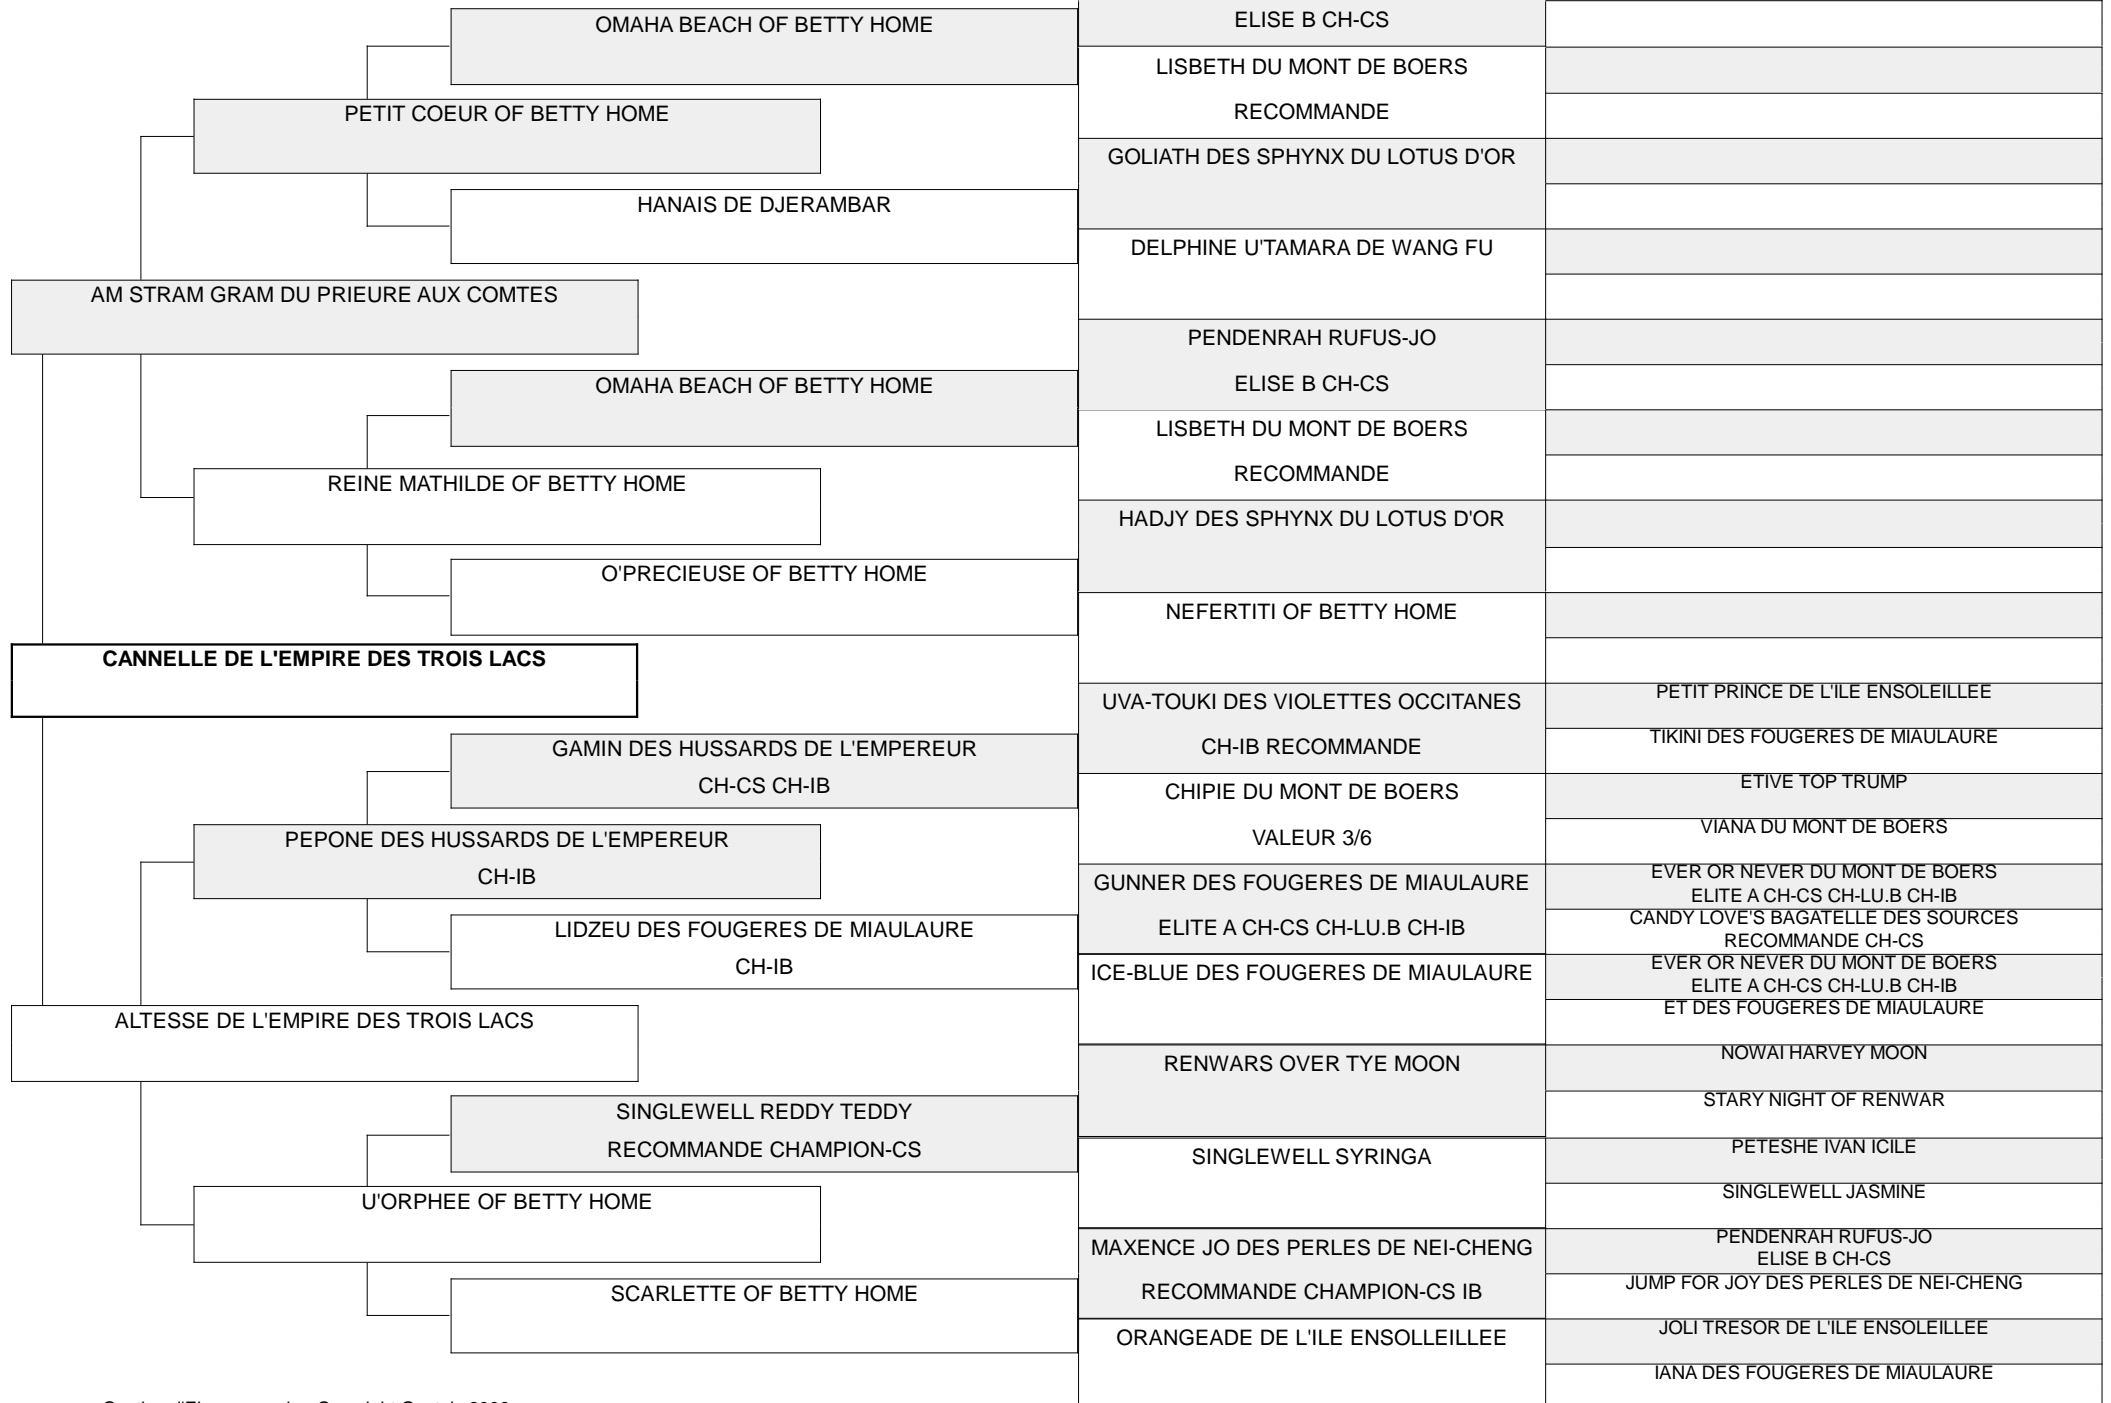 OMAHA BEACH OF BETTY HOME
PETIT COEUR OF BETTY HOME
HANAIS DE DJERAMBAR
AM STRAM GRAM DU PRIEURE AUX COMTES
OMAHA BEACH OF BETTY HOME
REINE MATHILDE OF BETTY HOME
O'PRECIEUSE OF BETTY HOME
CANNELLE DE L'EMPIRE DES TROIS LACS
GAMIN DES HUSSARDS DE L'EMPEREUR
CH-CS CH-IB
PEPONE DES HUSSARDS DE L'EMPEREUR
CH-IB
LIDZEU DES FOUGERES DE MIAULAURE
CH-IB
ALTESSE DE L'EMPIRE DES TROIS LACS
SINGLEWELL REDDY TEDDY
RECOMMANDE CHAMPION-CS
U'ORPHEE OF BETTY HOME
SCARLETTE OF BETTY HOME
ELISE B CH-CS
LISBETH DU MONT DE BOERS
RECOMMANDE
GOLIATH DES SPHYNX DU LOTUS D'OR
DELPHINE U'TAMARA DE WANG FU
PENDENRAH RUFUS-JO
ELISE B CH-CS
LISBETH DU MONT DE BOERS
RECOMMANDE
HADJY DES SPHYNX DU LOTUS D'OR
NEFERTITI OF BETTY HOME
UVA-TOUKI DES VIOLETTES OCCITANES
CH-IB RECOMMANDE
CHIPIE DU MONT DE BOERS
VALEUR 3/6
GUNNER DES FOUGERES DE MIAULAURE
ELITE A CH-CS CH-LU.B CH-IB
ICE-BLUE DES FOUGERES DE MIAULAURE
RENWARS OVER TYE MOON
SINGLEWELL SYRINGA
MAXENCE JO DES PERLES DE NEI-CHENG
RECOMMANDE CHAMPION-CS IB
ORANGEADE DE L'ILE ENSOLLEILLEE
PETIT PRINCE DE L'ILE ENSOLEILLEE
TIKINI DES FOUGERES DE MIAULAURE
ETIVE TOP TRUMP
VIANA DU MONT DE BOERS
EVER OR NEVER DU MONT DE BOERS
ELITE A CH-CS CH-LU.B CH-IB
CANDY LOVE'S BAGATELLE DES SOURCES
RECOMMANDE CH-CS
EVER OR NEVER DU MONT DE BOERS
ELITE A CH-CS CH-LU.B CH-IB
ET DES FOUGERES DE MIAULAURE
NOWAI HARVEY MOON
STARY NIGHT OF RENWAR
PETESHE IVAN ICILE
SINGLEWELL JASMINE
PENDENRAH RUFUS-JO
ELISE B CH-CS
JUMP FOR JOY DES PERLES DE NEI-CHENG
JOLI TRESOR DE L'ILE ENSOLEILLEE
IANA DES FOUGERES DE MIAULAURE